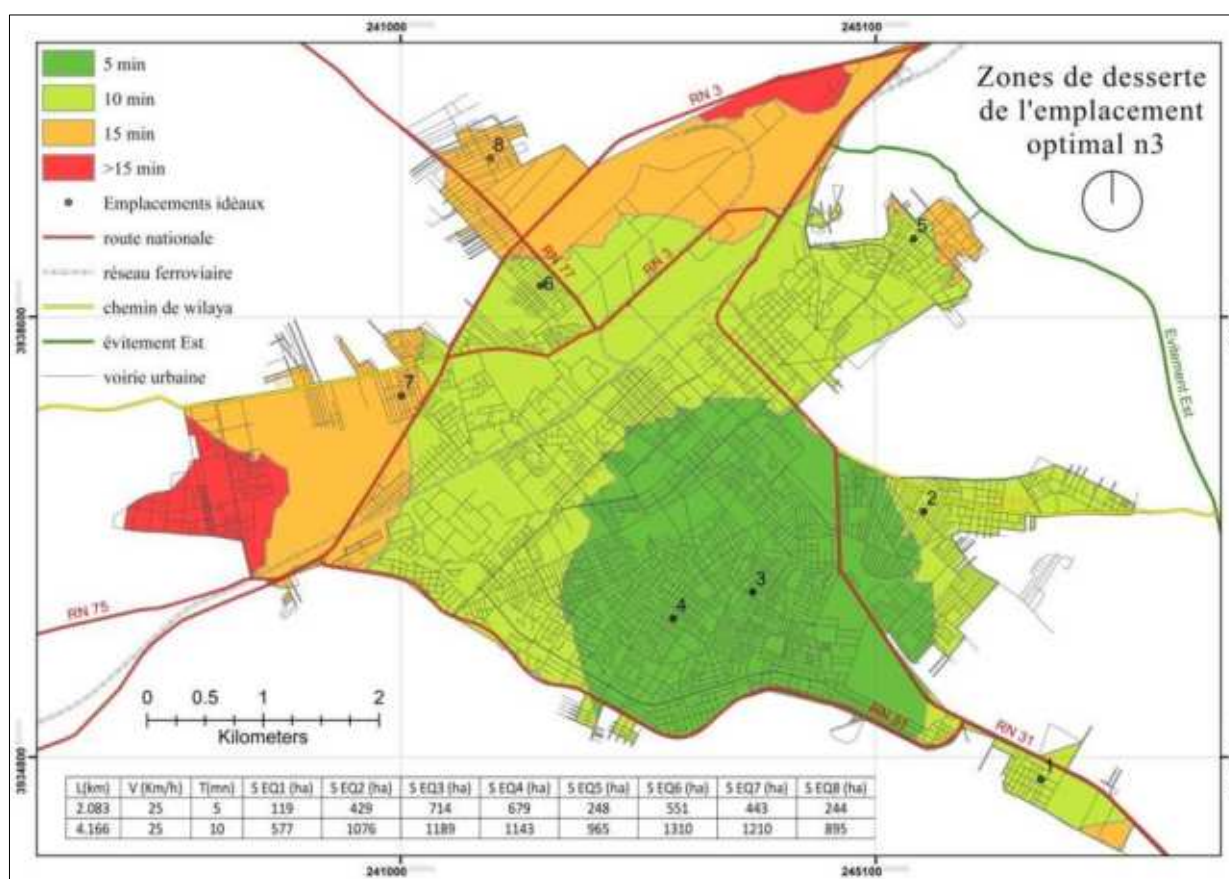 241000
245100
5 min
10 min
15 min
>15 min
Emplacements idéaux
route nationale
réseau ferroviaire
chemin de wilaya
évitement Est
voirie urbaine
Zones de desserte
de l'emplacement
optimal n3
RN 3
8
5
RN 77
RN 3
6
3938600
7
Evitement Est
2
3
4
RN 75
0 0.5 1 2
Kilometers
RN 31
RN 31
1
3934800
L(km) V (Km/h) T(mn) S EQ1 (ha) S EQ2 (ha) S EQ3 (ha) S EQ4 (ha) S EQ5 (ha) S EQ6 (ha) S EQ7 (ha) S EQ8 (ha)
2.083 25 5 119 429 714 679 248 551 443 244
4.166 25 10 577 1076 1189 1143 965 1310 1210 895
241000
245100